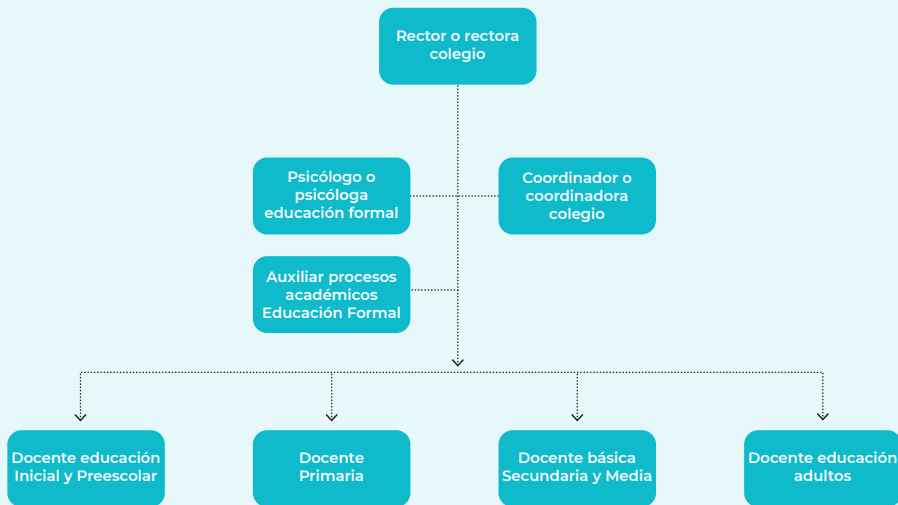 Rector o rectora
colegio
Psicólogo o
psicóloga
educación formal
Coordinador o
coordinadora
colegio
Auxiliar procesos
académicos
Educación Formal
Docente educación
Inicial y Preescolar
Docente
Primaria
Docente básica
Secundaria y Media
Docente educación
adultos